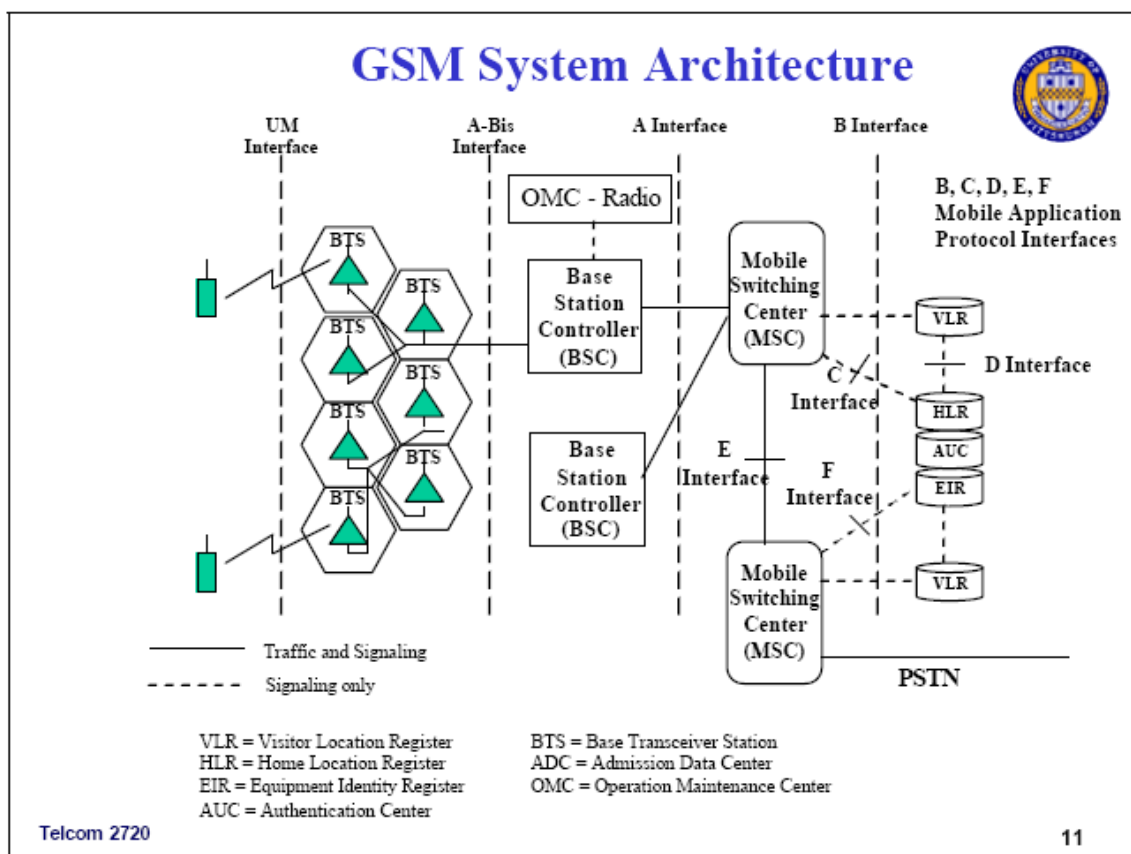 GSM System Architecture
UNIVERSITY OF
PITTSBURGH
UM
Interface
A-Bis
Interface
A Interface
B Interface
OMC - Radio
B, C, D, E, F
Mobile Application
Protocol Interfaces
BTS
BTS
BTS
BTS
BTS
BTS
BTS
Base
Station
Controller
(BSC)
Mobile
Switching
Center
(MSC)
VLR
D Interface
C
Interface
HLR
AUC
EIR
Base
Station
Controller
(BSC)
E
Interface
F
Interface
Mobile
Switching
Center
(MSC)
VLR
PSTN
Traffic and Signaling
Signaling only
VLR = Visitor Location Register
HLR = Home Location Register
EIR = Equipment Identity Register
AUC = Authentication Center
BTS = Base Transceiver Station
ADC = Admission Data Center
OMC = Operation Maintenance Center
Telcom 2720
11